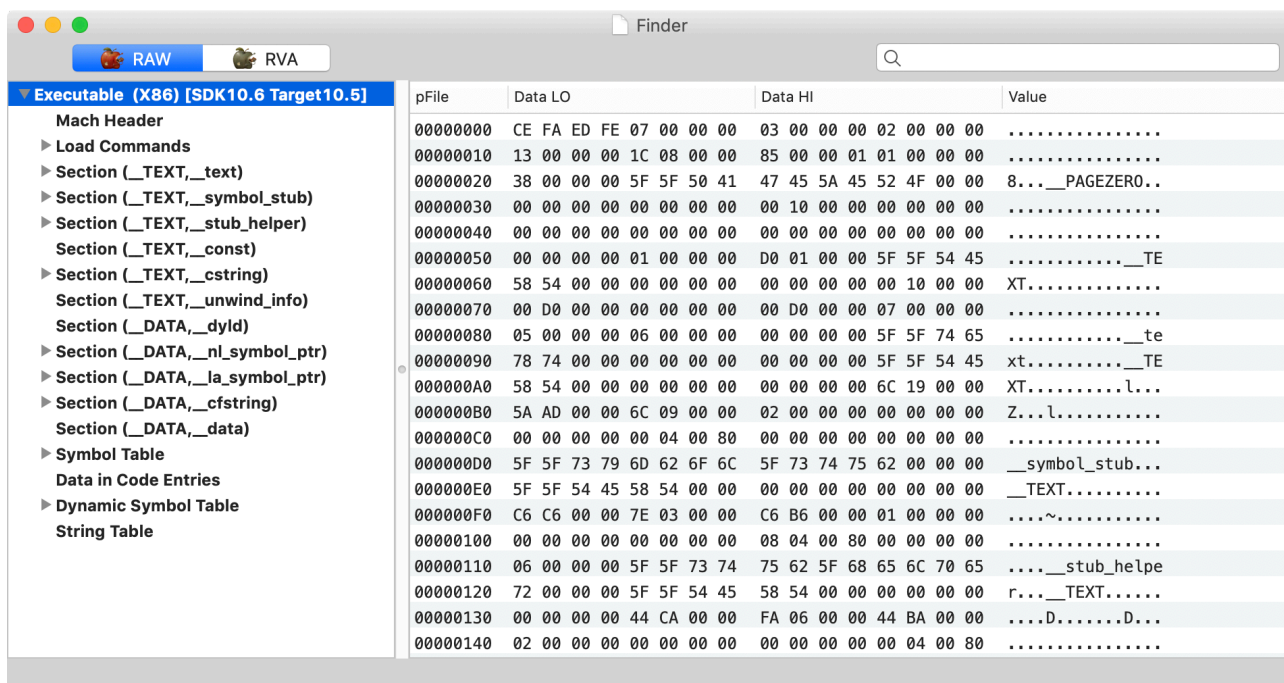 Finder
RAW RVA
Executable (X86) [SDK10.6 Target10.5]
Mach Header
Load Commands
Section (__TEXT,__text)
Section (__TEXT,__symbol_stub)
Section (__TEXT,__stub_helper)
Section (__TEXT,__const)
Section (__TEXT,__cstring)
Section (__TEXT,__unwind_info)
Section (__DATA,__dyld)
Section (__DATA,__nl_symbol_ptr)
Section (__DATA,__la_symbol_ptr)
Section (__DATA,__cfstring)
Section (__DATA,__data)
Symbol Table
Data in Code Entries
Dynamic Symbol Table
String Table
pFile Data LO Data HI Value
00000000 CE FA ED FE 07 00 00 00 03 00 00 00 02 00 00 00 ................
00000010 13 00 00 00 1C 08 00 00 85 00 00 01 01 00 00 00 ................
00000020 38 00 00 00 5F 5F 50 41 47 45 5A 45 52 4F 00 00 8...__PAGEZERO..
00000030 00 00 00 00 00 00 00 00 00 10 00 00 00 00 00 00 ................
00000040 00 00 00 00 00 00 00 00 00 00 00 00 00 00 00 00 ................
00000050 00 00 00 00 01 00 00 00 D0 01 00 00 5F 5F 54 45 ............__TE
00000060 58 54 00 00 00 00 00 00 00 00 00 00 00 10 00 00 XT..............
00000070 00 D0 00 00 00 00 00 00 00 D0 00 00 07 00 00 00 ................
00000080 05 00 00 00 06 00 00 00 00 00 00 00 5F 5F 74 65 ............__te
00000090 78 74 00 00 00 00 00 00 00 00 00 00 5F 5F 54 45 xt..........__TE
000000A0 58 54 00 00 00 00 00 00 00 00 00 00 6C 19 00 00 XT..........l...
000000B0 5A AD 00 00 6C 09 00 00 02 00 00 00 00 00 00 00 Z...l...........
000000C0 00 00 00 00 00 04 00 80 00 00 00 00 00 00 00 00 ................
000000D0 5F 5F 73 79 6D 62 6F 6C 5F 73 74 75 62 00 00 00 __symbol_stub...
000000E0 5F 5F 54 45 58 54 00 00 00 00 00 00 00 00 00 00 __TEXT..........
000000F0 C6 C6 00 00 7E 03 00 00 C6 B6 00 00 01 00 00 00 ....~...........
00000100 00 00 00 00 00 00 00 00 08 04 00 80 00 00 00 00 ................
00000110 06 00 00 00 5F 5F 73 74 75 62 5F 68 65 6C 70 65 ....__stub_helpe
00000120 72 00 00 00 5F 5F 54 45 58 54 00 00 00 00 00 00 r...__TEXT......
00000130 00 00 00 00 44 CA 00 00 FA 06 00 00 44 BA 00 00 ....D.......D...
00000140 02 00 00 00 00 00 00 00 00 00 00 00 00 04 00 80 ................